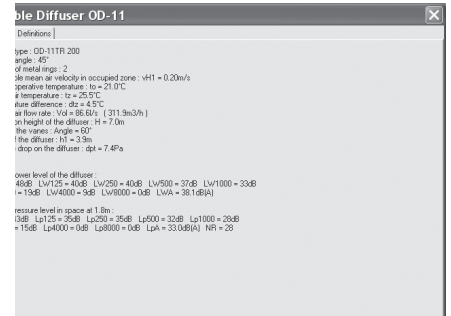 ble Diffuser OD-11
Definitions
type : OD-11TR 200
angle : 45°
of metal rings : 2
ole mean air velocity in occupied zone : vH1 = 0.20m/s
operative temperature : to = 21.0°C
ir temperature : tz = 25.5°C
ature difference : dtz = 4.5°C
air flow rate : Vol = 86.6l/s ( 311.9m3/h )
on height of the diffuser : H = 7.0m
the vanes : Angle = 60°
f the diffuser : h1 = 3.9m
drop on the diffuser : dpt = 7.4Pa
ower level of the diffuser :
48dB LW125 = 40dB LW250 = 40dB LW500 = 37dB LW1000 = 33dB
= 19dB LW4000 = 9dB LW8000 = 0dB LWA = 38.1dB(A)
ressure level in space at 1.8m :
3dB Lp125 = 35dB Lp250 = 35dB Lp500 = 32dB Lp1000 = 28dB
= 15dB Lp4000 = 0dB Lp8000 = 0dB LpA = 33.0dB(A) NR = 28